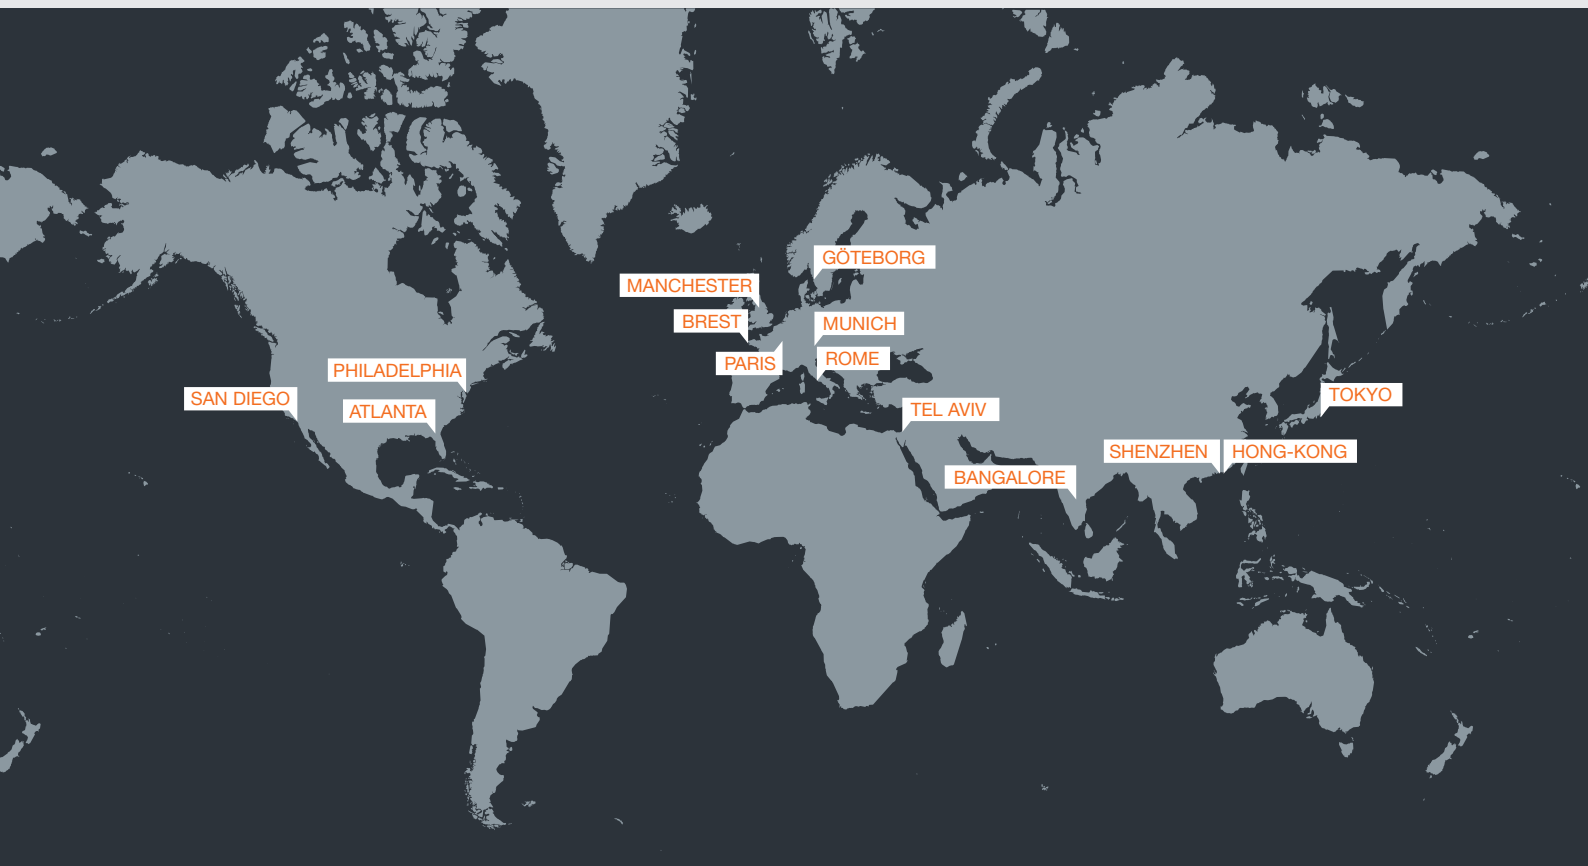 GÖTEBORG
MANCHESTER
BREST
MUNICH
PARIS
ROME
PHILADELPHIA
SAN DIEGO
ATLANTA
TEL AVIV
TOKYO
SHENZHEN
HONG-KONG
BANGALORE